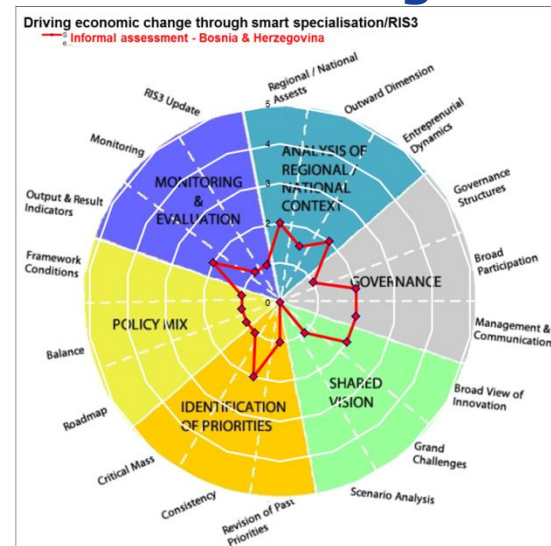 Driving economic change through smart specialisation/RIS3
S
e...
Informal assessment - Bosnia & Herzegovina
Regional / National
Assests
Outward Dimension
Entreprenurial
Dynamics
Governance
Structures
Broad
Participation
Management &
Communication
Broad View of
Innovation
Grand
Challenges
Scenario Analysis
Revision of Past
Priorities
Consistency
Critical Mass
Roadmap
Balance
Framework
Conditions
Output & Result
Indicators
Monitoring
RIS3 Update
ANALYSIS OF
REGIONAL /
NATIONAL
CONTEXT
GOVERNANCE
SHARED
VISION
IDENTIFICATION
OF PRIORITIES
POLICY MIX
MONITORING
&
EVALUATION
5
4
3
2
0